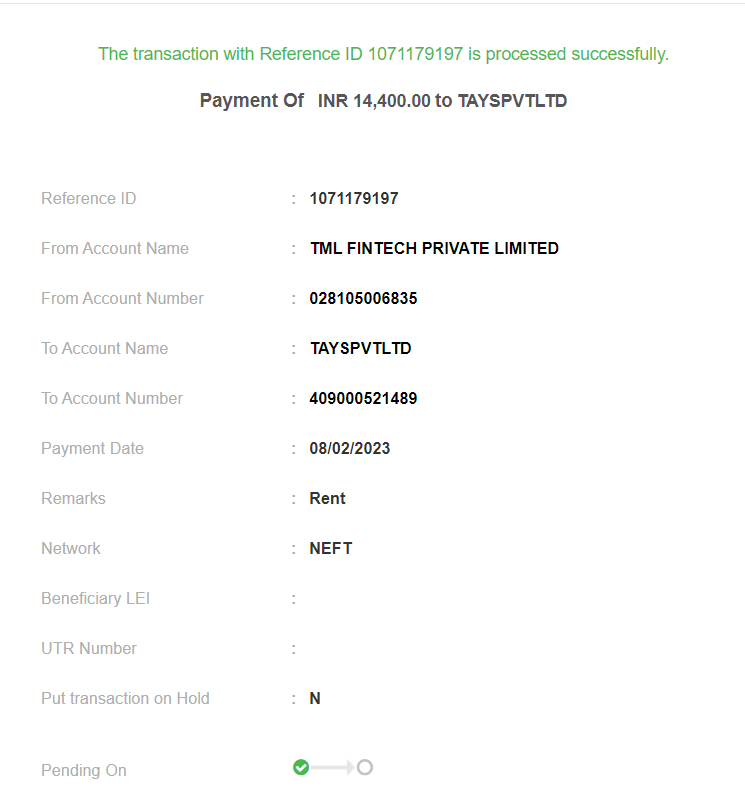 The transaction with Reference ID 1071179197 is processed successfully.
Payment Of INR 14,400.00 to TAYSPVTLTD
Reference ID : 1071179197
From Account Name : TML FINTECH PRIVATE LIMITED
From Account Number : 028105006835
To Account Name : TAYSPVTLTD
To Account Number : 409000521489
Payment Date : 08/02/2023
Remarks : Rent
Network : NEFT
Beneficiary LEI :
UTR Number :
Put transaction on Hold : N
Pending On